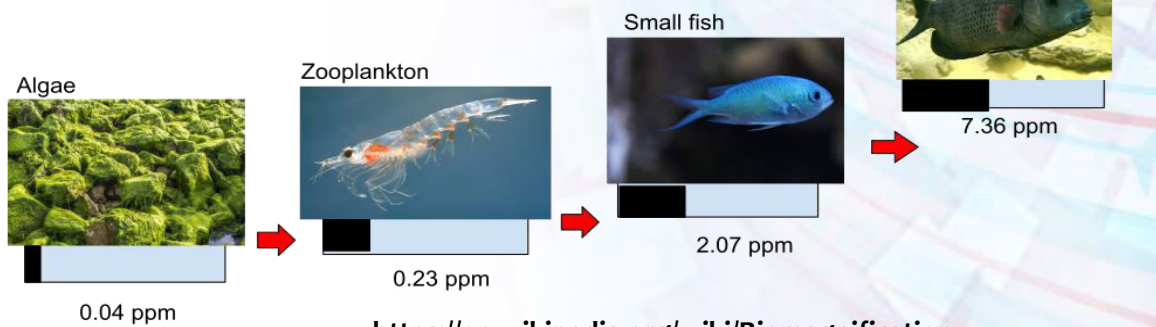 Algae
0.04 ppm
Zooplankton
0.23 ppm
Small fish
2.07 ppm
7.36 ppm